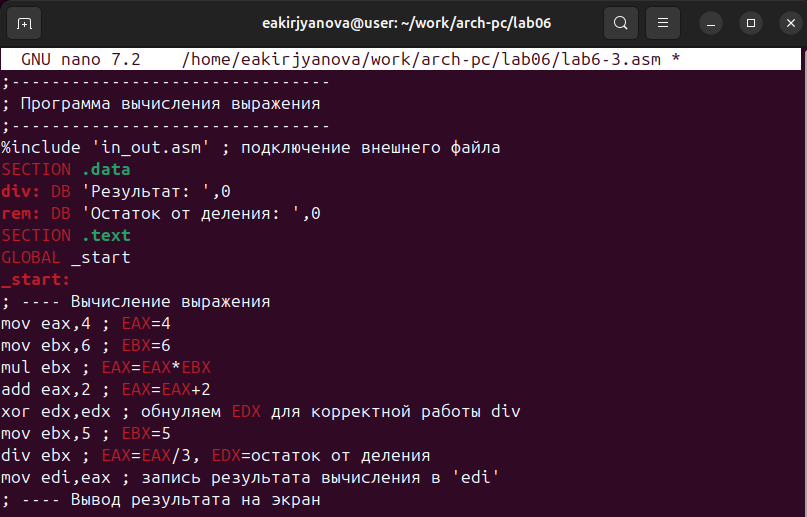 eakirjyanova@user: ~/work/arch-pc/lab06
GNU nano 7.2 /home/eakirjyanova/work/arch-pc/lab06/lab6-3.asm *
;--------------------------------
; Программа вычисления выражения
;--------------------------------
%include 'in_out.asm' ; подключение внешнего файла
SECTION .data
div: DB 'Результат: ',0
rem: DB 'Остаток от деления: ',0
SECTION .text
GLOBAL _start
_start:
; ---- Вычисление выражения
mov eax,4 ; EAX=4
mov ebx,6 ; EBX=6
mul ebx ; EAX=EAX*EBX
add eax,2 ; EAX=EAX+2
xor edx,edx ; обнуляем EDX для корректной работы div
mov ebx,5 ; EBX=5
div ebx ; EAX=EAX/3, EDX=остаток от деления
mov edi,eax ; запись результата вычисления в 'edi'
; ---- Вывод результата на экран